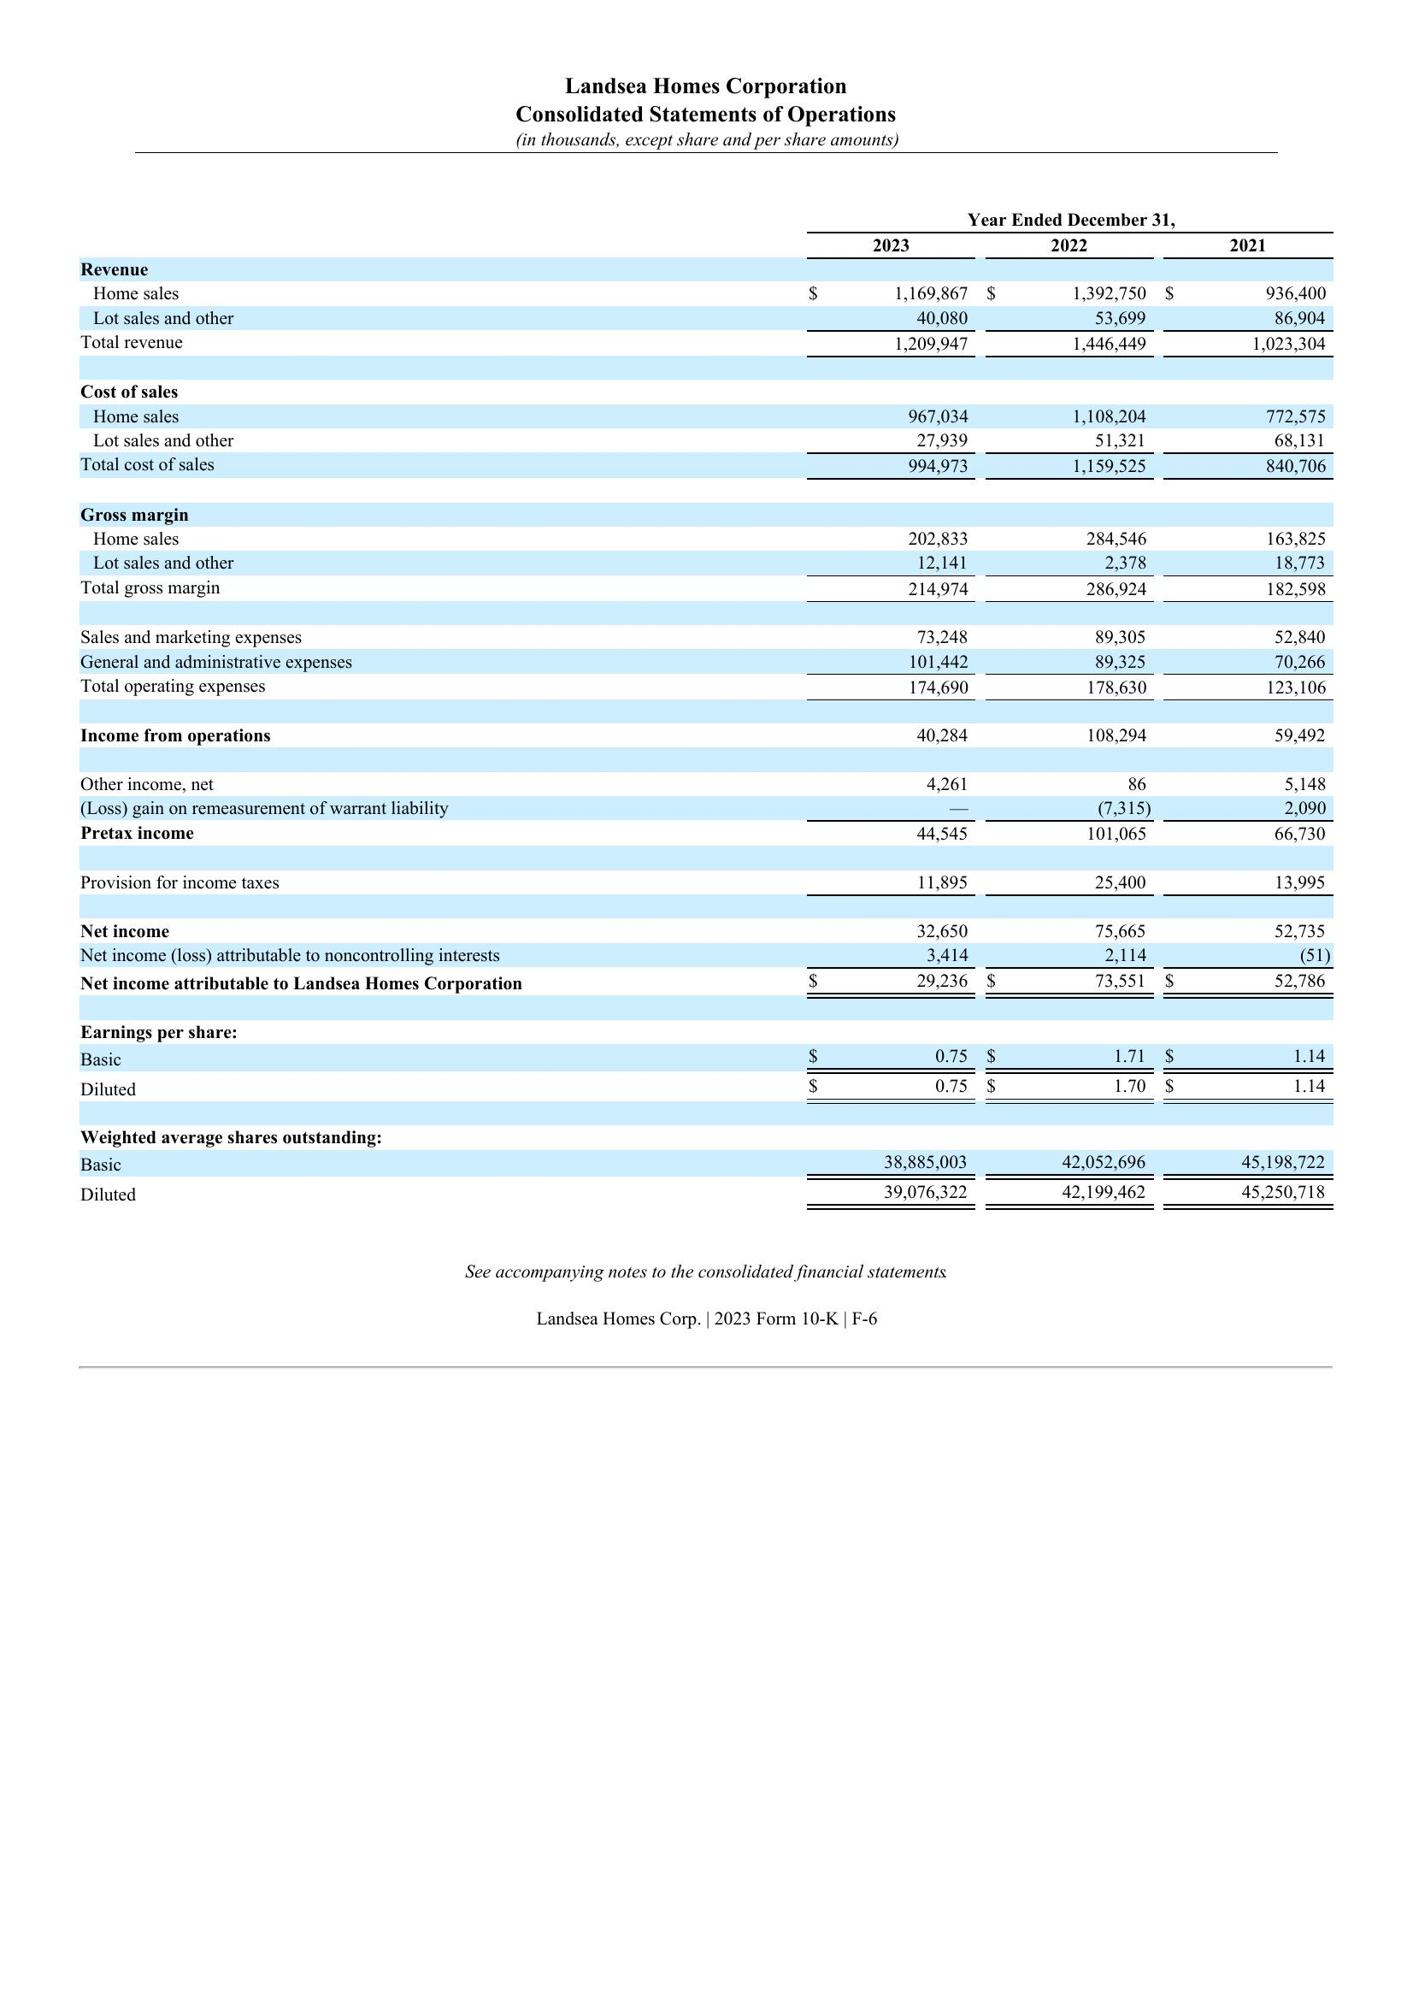 Landsea Homes Corporation
Consolidated Statements of Operations
(in thousands, except share and per share amounts)
Year Ended December 31,
2023 2022 2021
Revenue
Home sales $ 1,169,867 $ 1,392,750 $ 936,400
Lot sales and other 40,080 53,699 86,904
Total revenue 1,209,947 1,446,449 1,023,304
Cost of sales
Home sales 967,034 1,108,204 772,575
Lot sales and other 27,939 51,321 68,131
Total cost of sales 994,973 1,159,525 840,706
Gross margin
Home sales 202,833 284,546 163,825
Lot sales and other 12,141 2,378 18,773
Total gross margin 214,974 286,924 182,598
Sales and marketing expenses 73,248 89,305 52,840
General and administrative expenses 101,442 89,325 70,266
Total operating expenses 174,690 178,630 123,106
Income from operations 40,284 108,294 59,492
Other income, net 4,261 86 5,148
(Loss) gain on remeasurement of warrant liability — (7,315) 2,090
Pretax income 44,545 101,065 66,730
Provision for income taxes 11,895 25,400 13,995
Net income 32,650 75,665 52,735
Net income (loss) attributable to noncontrolling interests 3,414 2,114 (51)
Net income attributable to Landsea Homes Corporation $ 29,236 $ 73,551 $ 52,786
Earnings per share:
Basic $ 0.75 $ 1.71 $ 1.14
Diluted $ 0.75 $ 1.70 $ 1.14
Weighted average shares outstanding:
Basic 38,885,003 42,052,696 45,198,722
Diluted 39,076,322 42,199,462 45,250,718
See accompanying notes to the consolidated financial statements.
Landsea Homes Corp. | 2023 Form 10-K | F-6